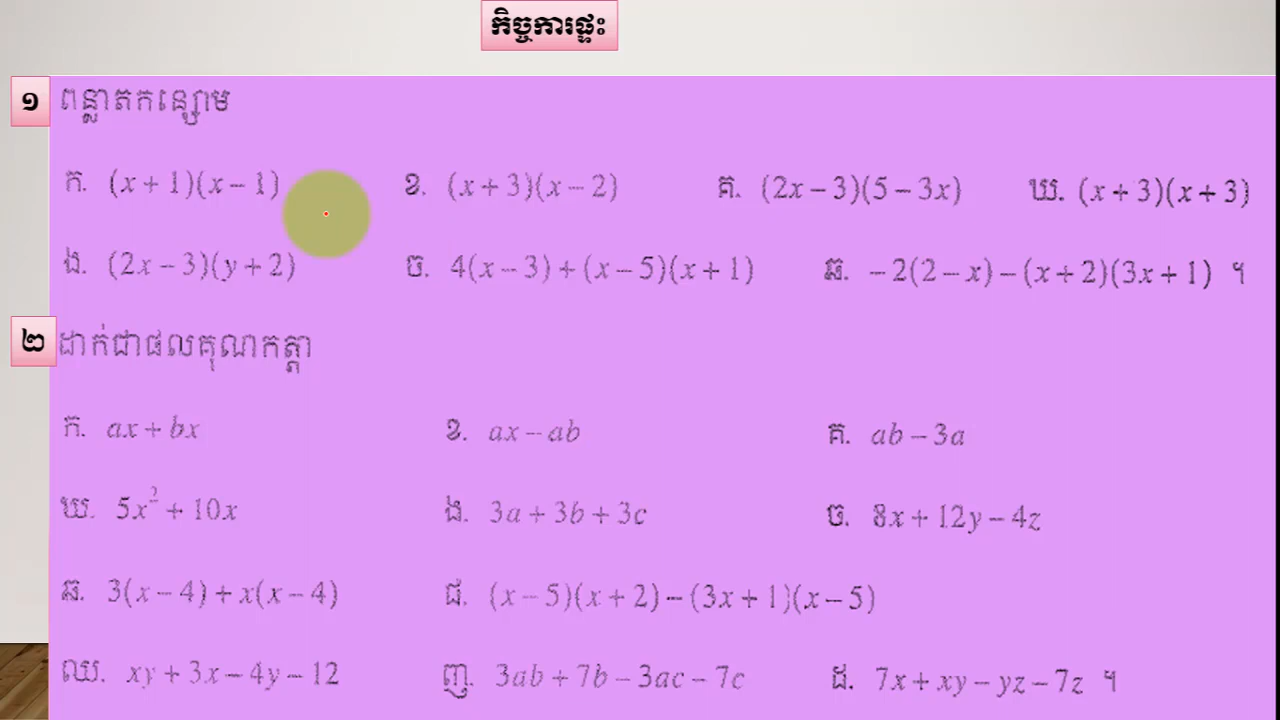 កិច្ចការផ្ទះ
១ ពន្លាតកន្សោម
ក. (x + 1)(x − 1) ខ. (x + 3)(x − 2) គ. (2x − 3)(5 − 3x) ឃ. (x + 3)(x + 3)
ង. (2x − 3)(y + 2) ច. 4(x − 3) + (x − 5)(x + 1) ឆ. − 2(2 − x) − (x + 2)(3x + 1) ។
២ ដាក់ជាផលគុណកត្តា
ក. ax + bx ខ. ax − ab គ. ab − 3a
ឃ. 5x² + 10x ង. 3a + 3b + 3c ច. 8x + 12y − 4z
ឆ. 3(x − 4) + x(x − 4) ជ. (x − 5)(x + 2) − (3x + 1)(x − 5)
ឈ. xy + 3x − 4y − 12 ញ. 3ab + 7b − 3ac − 7c ដ. 7x + xy − yz − 7z ។